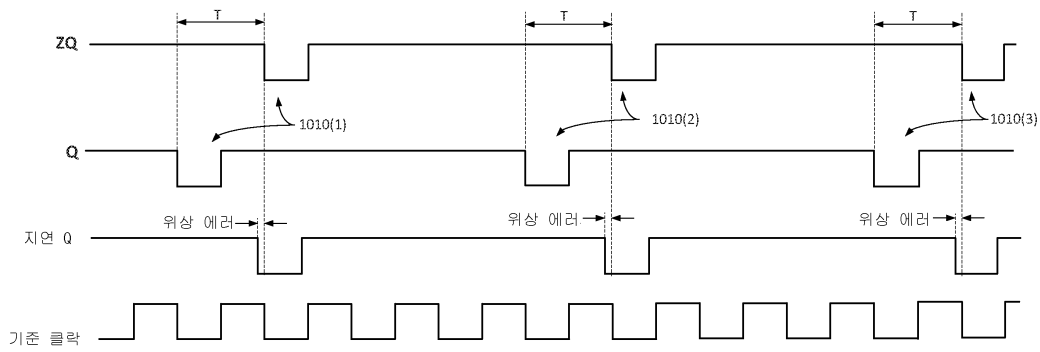 T T T
ZQ
1010(1) 1010(2) 1010(3)
Q
위상 에러 위상 에러 위상 에러
지연 Q
기준 클락